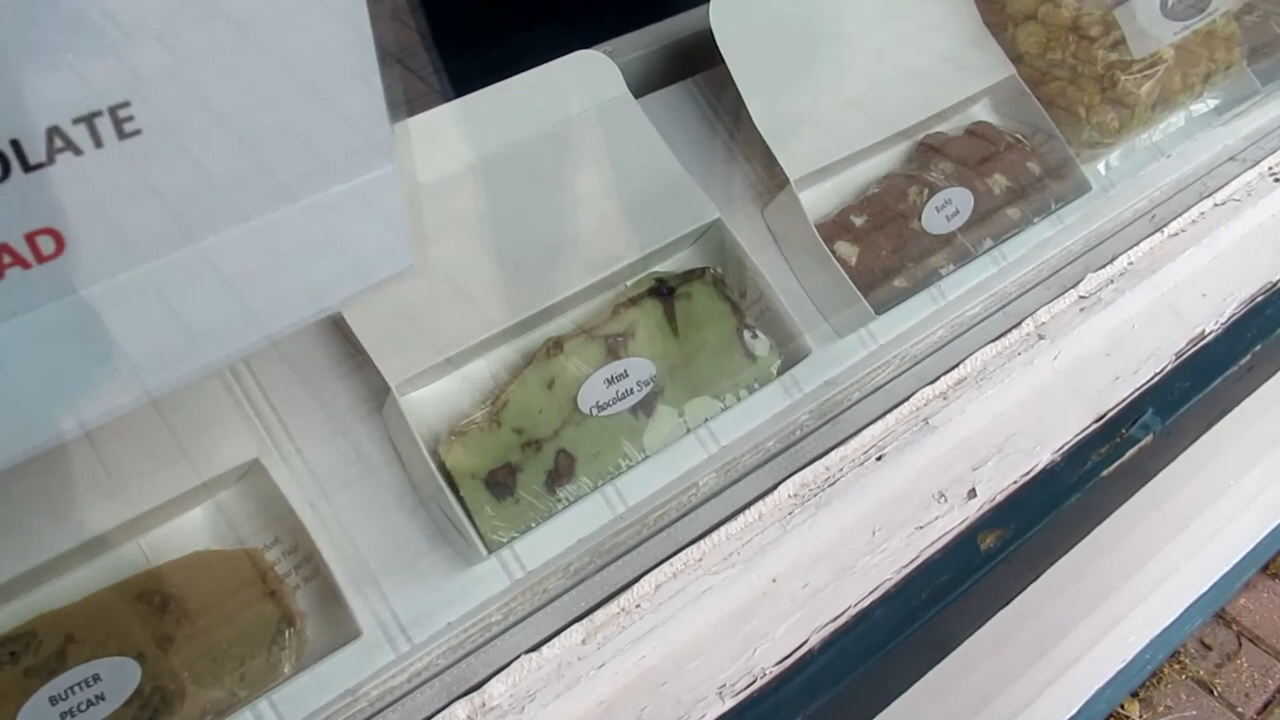 OLATE
AD
Mint
Chocolate Swi
Rocky
Road
BUTTER
PECAN